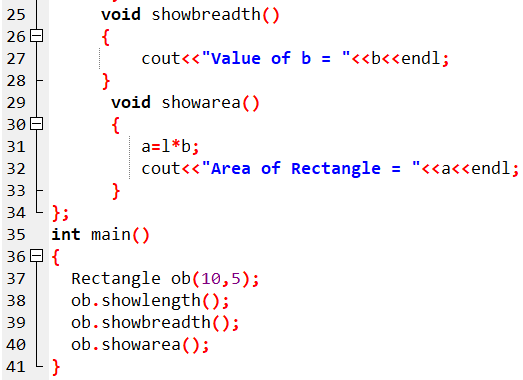 25 void showbreadth()
26 {
27 cout<<"Value of b = "<<b<<endl;
28 }
29 void showarea()
30 {
31 a=l*b;
32 cout<<"Area of Rectangle = "<<a<<endl;
33 }
34 };
35 int main()
36 {
37 Rectangle ob(10,5);
38 ob.showlength();
39 ob.showbreadth();
40 ob.showarea();
41 }